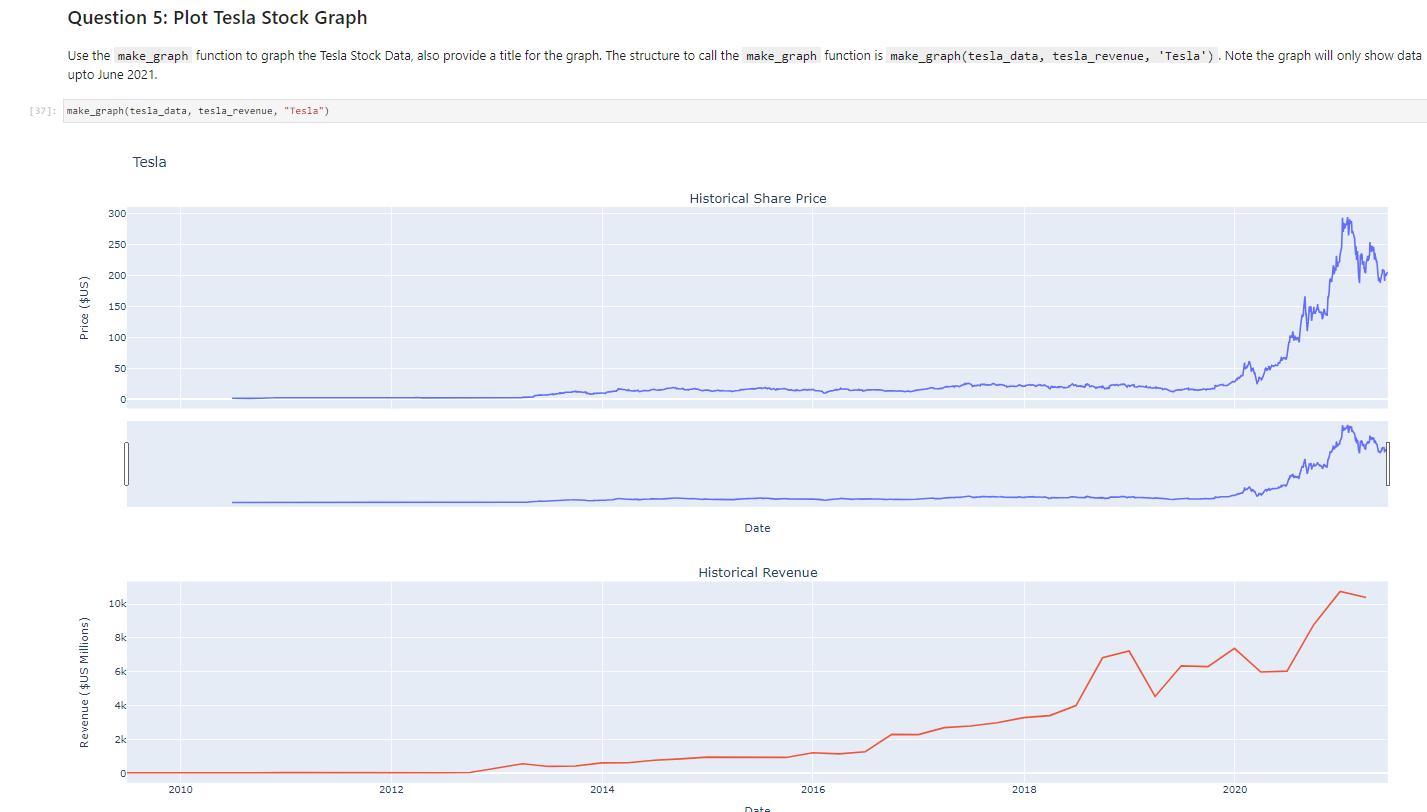 Question 5: Plot Tesla Stock Graph
Use the make_graph function to graph the Tesla Stock Data, also provide a title for the graph. The structure to call the make_graph function is make_graph(tesla_data, tesla_revenue, 'Tesla') . Note the graph will only show data
upto June 2021.
[37]: make_graph(tesla_data, tesla_revenue, "Tesla")
Tesla
Historical Share Price
Price ($US)
300
250
200
150
100
50
0
Date
Historical Revenue
Revenue ($US Millions)
10k
8k
6k
4k
2k
0
2010 2012 2014 2016 2018 2020
Date